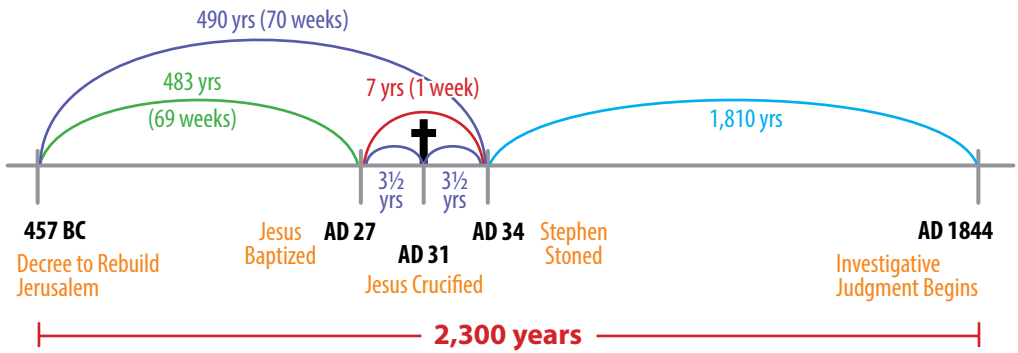 490 yrs (70 weeks)
483 yrs
(69 weeks)
7 yrs (1 week)
1,810 yrs
3½
yrs
3½
yrs
457 BC
Decree to Rebuild
Jerusalem
Jesus
Baptized
AD 27
AD 31
Jesus Crucified
AD 34
Stephen
Stoned
AD 1844
Investigative
Judgment Begins
2,300 years